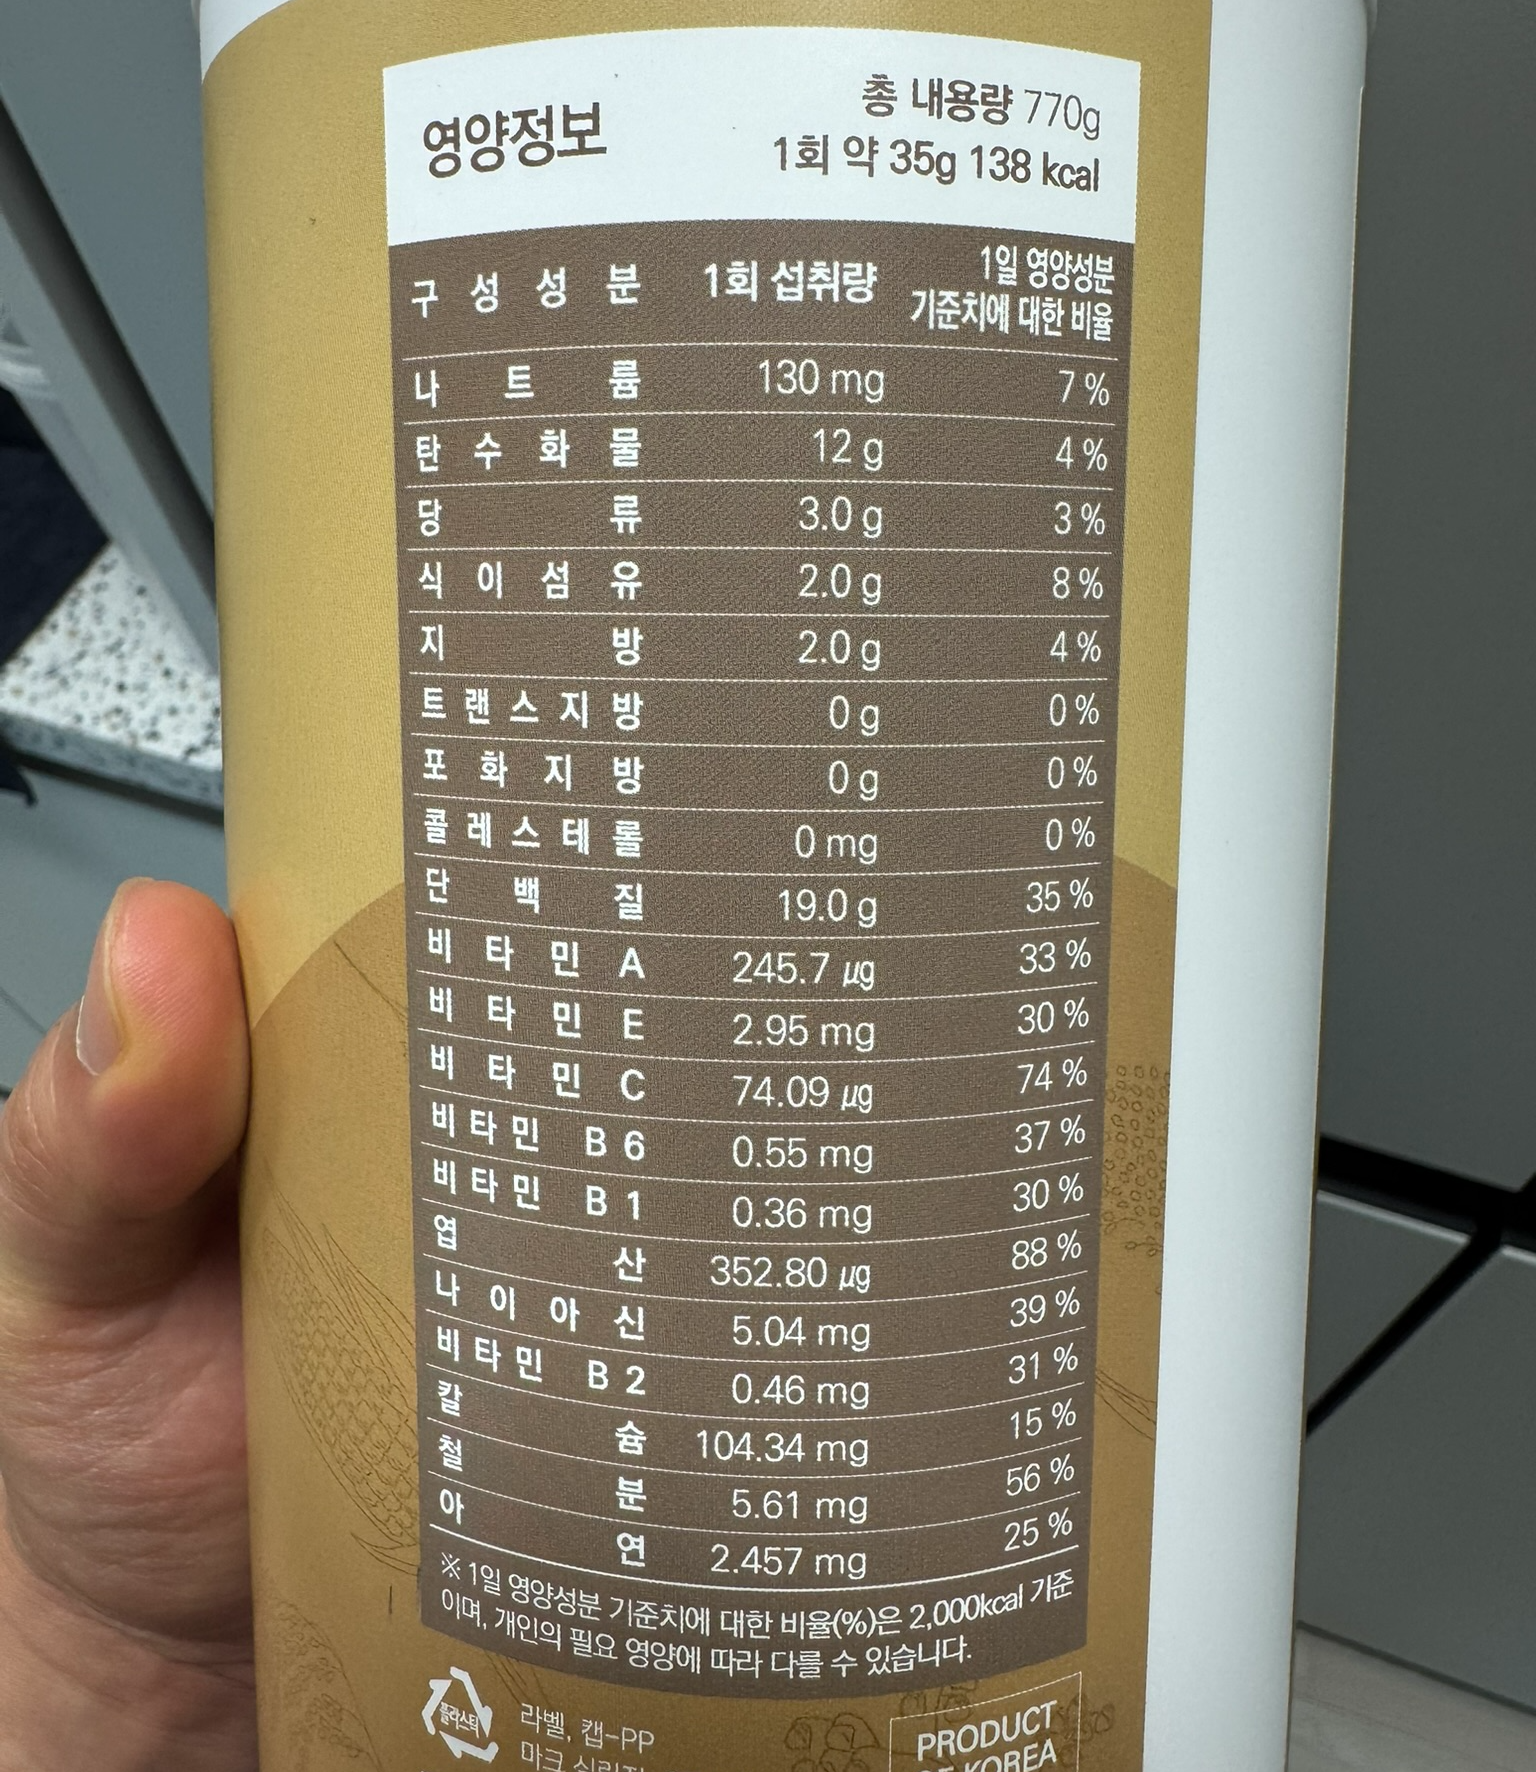 영양정보
총 내용량 770g
1회 약 35g 138 kcal
구성성분 1회 섭취량 1일 영양성분 기준치에 대한 비율
나트륨 130 mg 7 %
탄수화물 12 g 4 %
당류 3.0 g 3 %
식이섬유 2.0 g 8 %
지방 2.0 g 4 %
트랜스지방 0 g 0 %
포화지방 0 g 0 %
콜레스테롤 0 mg 0 %
단백질 19.0 g 35 %
비타민 A 245.7 µg 33 %
비타민 E 2.95 mg 30 %
비타민 C 74.09 µg 74 %
비타민 B6 0.55 mg 37 %
비타민 B1 0.36 mg 30 %
엽산 352.80 µg 88 %
나이아신 5.04 mg 39 %
비타민 B2 0.46 mg 31 %
칼슘 104.34 mg 15 %
철분 5.61 mg 56 %
아연 2.457 mg 25 %
※ 1일 영양성분 기준치에 대한 비율(%)은 2,000kcal 기준
이며, 개인의 필요 영양에 따라 다를 수 있습니다.
플라스틱
라벨, 캡-PP
마크
PRODUCT
KOREA